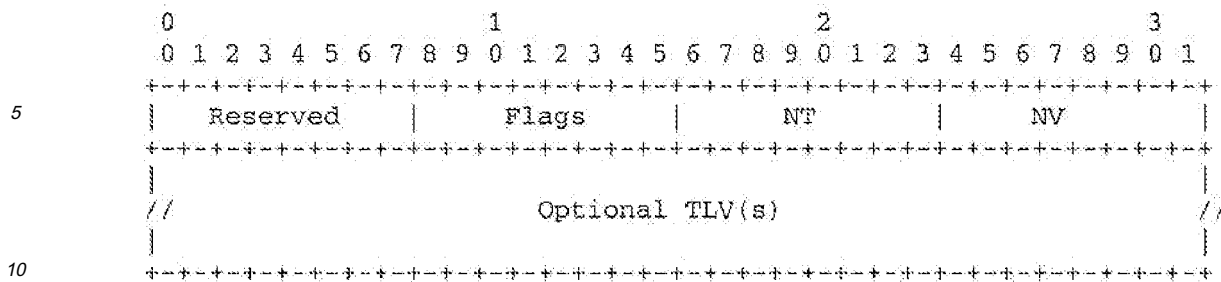 0                   1                   2                   3
0 1 2 3 4 5 6 7 8 9 0 1 2 3 4 5 6 7 8 9 0 1 2 3 4 5 6 7 8 9 0 1
+-+-+-+-+-+-+-+-+-+-+-+-+-+-+-+-+-+-+-+-+-+-+-+-+-+-+-+-+-+-+-+-+
5 | Reserved | Flags | NT | NV |
+-+-+-+-+-+-+-+-+-+-+-+-+-+-+-+-+-+-+-+-+-+-+-+-+-+-+-+-+-+-+-+-+
| |
// Optional TLV(s) //
| |
10 +-+-+-+-+-+-+-+-+-+-+-+-+-+-+-+-+-+-+-+-+-+-+-+-+-+-+-+-+-+-+-+-+